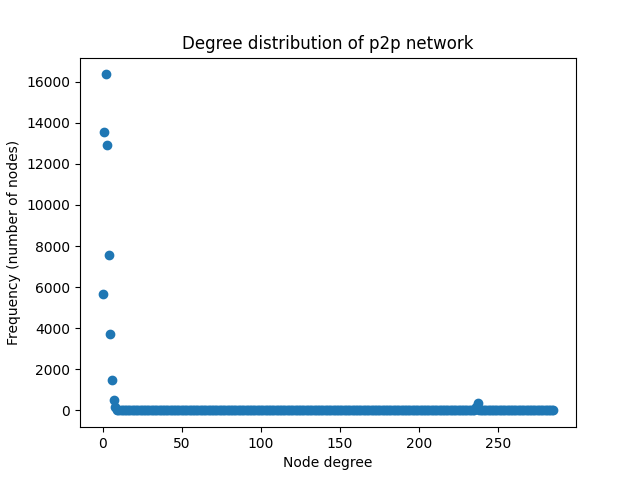 Degree distribution of p2p network
16000
14000
12000
10000
8000
6000
4000
2000
0
Frequency (number of nodes)
0 50 100 150 200 250
Node degree